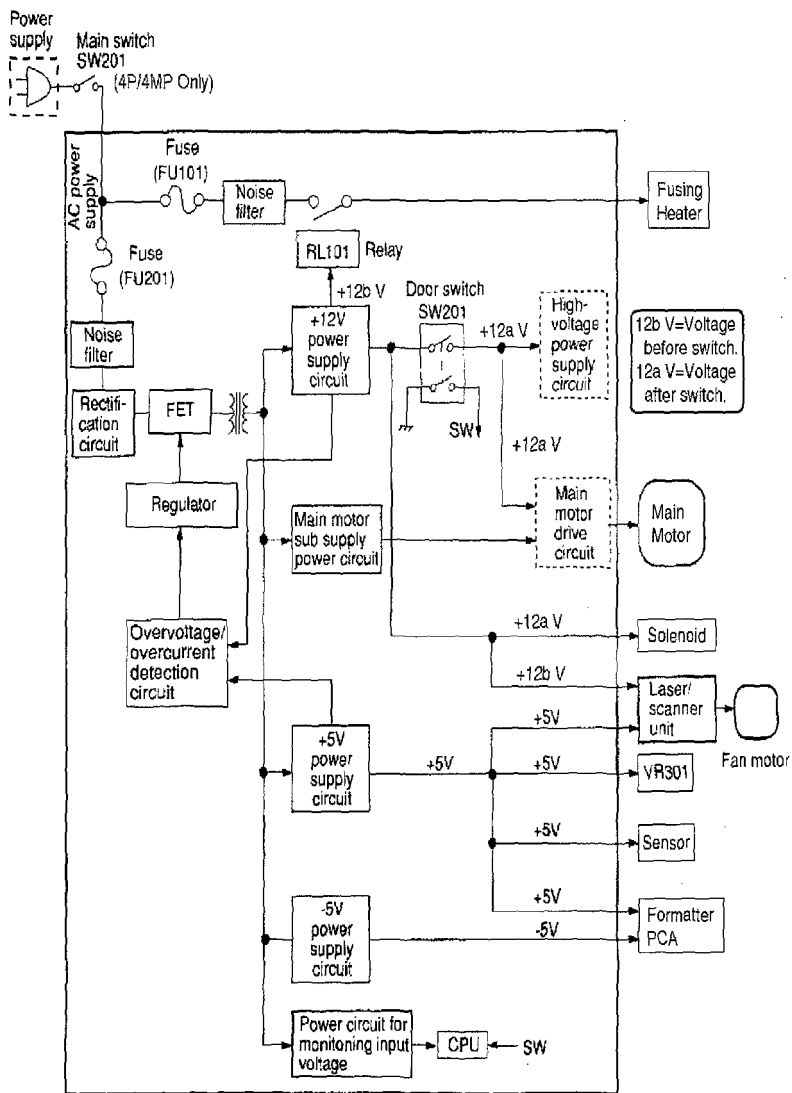 Power
supply
Main switch
SW201
(4P/4MP Only)
AC power
supply
Fuse
(FU101)
Noise
filter
Fusing
Heater
Fuse
(FU201)
RL101
Relay
+12b V
Door switch
SW201
Noise
filter
+12V
power
supply
circuit
+12a V
High-
voltage
power
supply
circuit
12b V=Voltage
before switch.
12a V=Voltage
after switch.
Rectifi-
cation
circuit
FET
SW
+12a V
Regulator
Main motor
sub supply
power circuit
Main
motor
drive
circuit
Main
Motor
Overvoltage/
overcurrent
detection
circuit
+12a V
Solenoid
+12b V
Laser/
scanner
unit
+5V
Fan motor
+5V
power
supply
circuit
+5V
+5V
VR301
+5V
Sensor
-5V
power
supply
circuit
+5V
-5V
Formatter
PCA
Power circuit for
monitoning input
voltage
CPU
SW